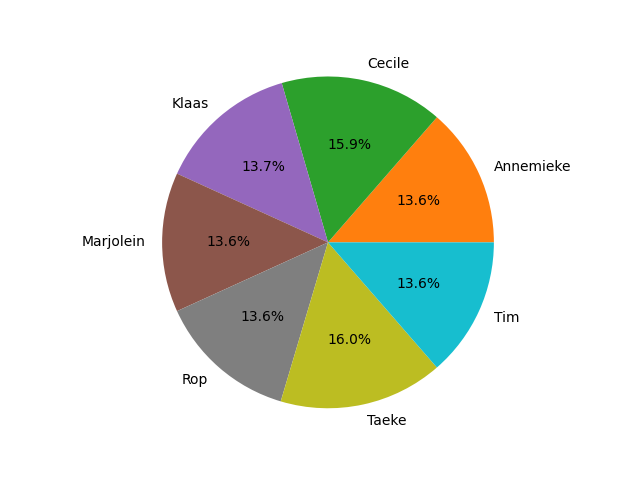 Cecile
Klaas
15.9%
13.7%
Annemieke
13.6%
Marjolein
13.6%
13.6%
Tim
13.6%
16.0%
Rop
Taeke